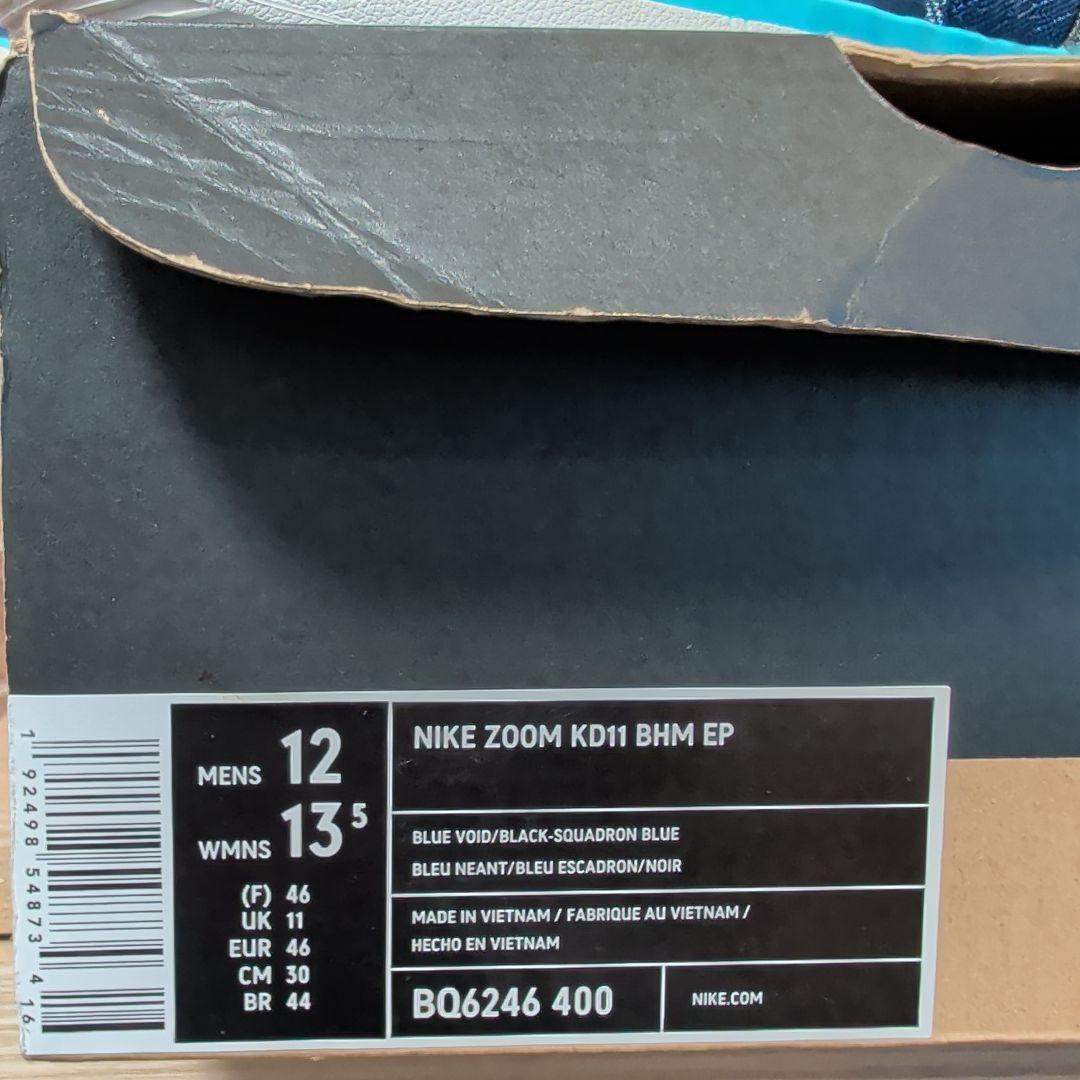 1 92498 54873 4 16
MENS 12
WMNS 13 5
(F) 46
UK 11
EUR 46
CM 30
BR 44
NIKE ZOOM KD11 BHM EP
BLUE VOID/BLACK-SQUADRON BLUE
BLEU NEANT/BLEU ESCADRON/NOIR
MADE IN VIETNAM / FABRIQUE AU VIETNAM /
HECHO EN VIETNAM
BQ6246 400
NIKE.COM